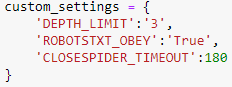 custom_settings = {
    'DEPTH_LIMIT':'3',
    'ROBOTSTXT_OBEY':'True',
    'CLOSESPIDER_TIMEOUT':180
}